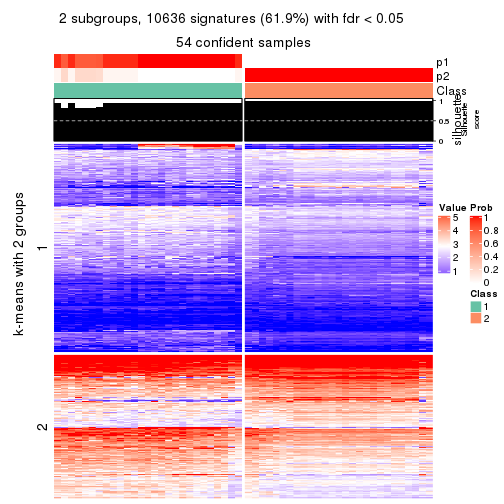 2 subgroups, 10636 signatures (61.9%) with fdr < 0.05
54 confident samples
p1
p2
Class
silhouette
Silhouette
score
1
0.5
0
k-means with 2 groups
1
2
Value
5
4
3
2
1
Prob
1
0.8
0.6
0.4
0.2
0
Class
1
2